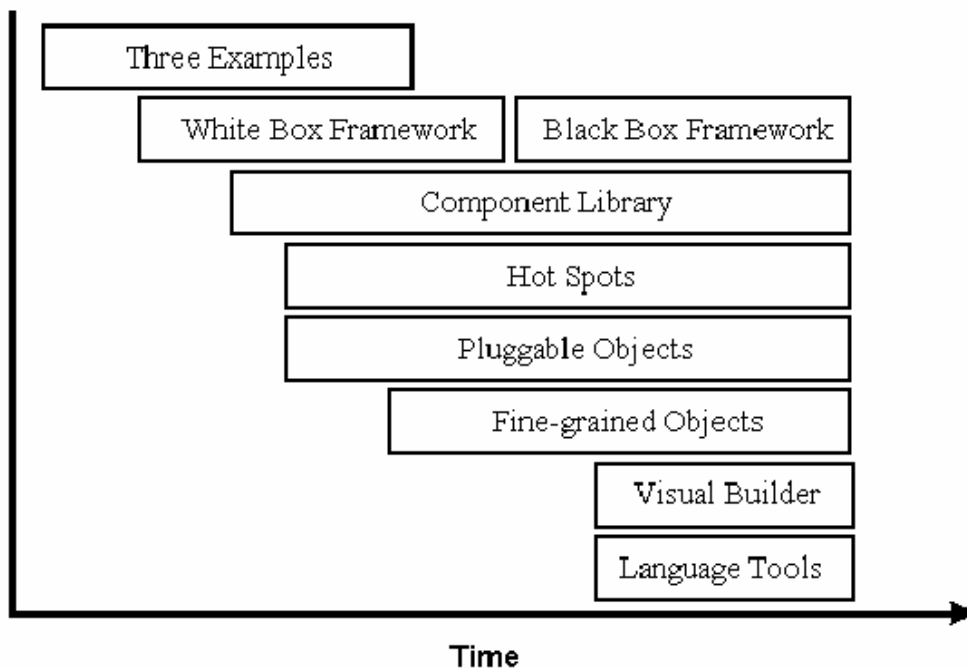 Three Examples
White Box Framework
Black Box Framework
Component Library
Hot Spots
Pluggable Objects
Fine-grained Objects
Visual Builder
Language Tools
Time